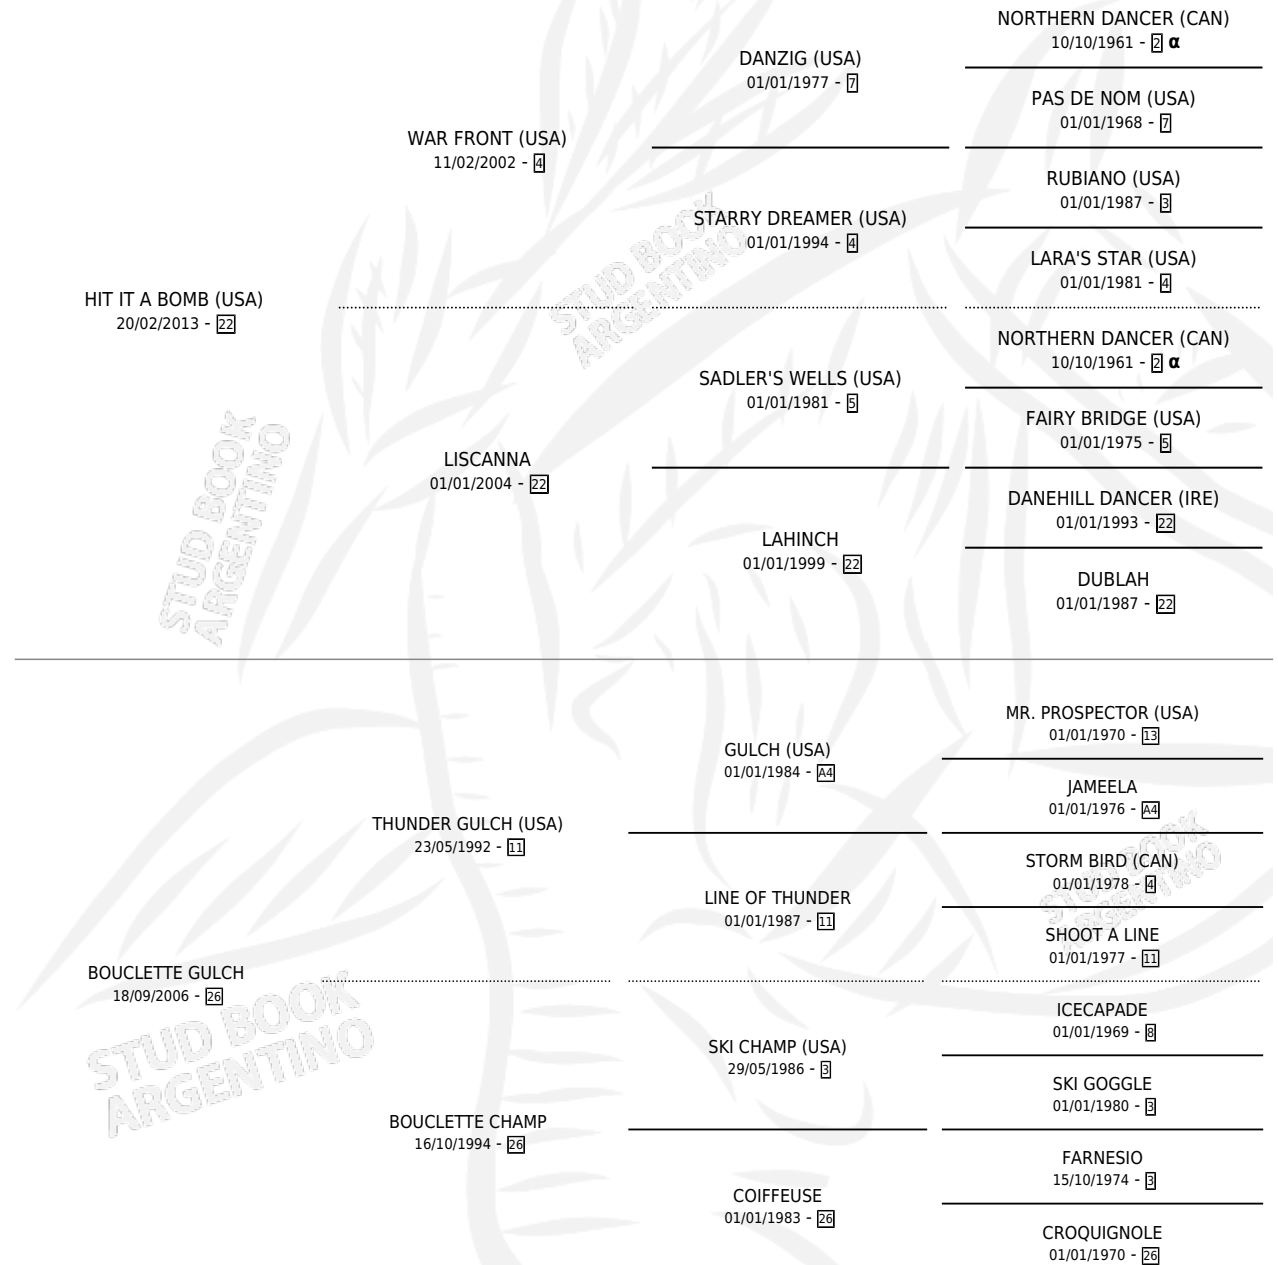 NORTHERN DANCER (CAN)
10/10/1961 - 2 α
DANZIG (USA)
01/01/1977 - 7
PAS DE NOM (USA)
01/01/1968 - 7
WAR FRONT (USA)
11/02/2002 - 4
RUBIANO (USA)
01/01/1987 - 3
STARRY DREAMER (USA)
01/01/1994 - 4
LARA'S STAR (USA)
01/01/1981 - 4
HIT IT A BOMB (USA)
20/02/2013 - 22
NORTHERN DANCER (CAN)
10/10/1961 - 2 α
SADLER'S WELLS (USA)
01/01/1981 - 5
FAIRY BRIDGE (USA)
01/01/1975 - 5
LISCANNA
01/01/2004 - 22
DANEHILL DANCER (IRE)
01/01/1993 - 22
LAHINCH
01/01/1999 - 22
DUBLAH
01/01/1987 - 22
MR. PROSPECTOR (USA)
01/01/1970 - 13
GULCH (USA)
01/01/1984 - A4
JAMEELA
01/01/1976 - A4
THUNDER GULCH (USA)
23/05/1992 - 11
STORM BIRD (CAN)
01/01/1978 - 4
LINE OF THUNDER
01/01/1987 - 11
SHOOT A LINE
01/01/1977 - 11
BOUCLETTE GULCH
18/09/2006 - 26
ICECAPADE
01/01/1969 - 8
SKI CHAMP (USA)
29/05/1986 - 3
SKI GOGGLE
01/01/1980 - 3
BOUCLETTE CHAMP
16/10/1994 - 26
FARNESIO
15/10/1974 - 3
COIFFEUSE
01/01/1983 - 26
CROQUIGNOLE
01/01/1970 - 26
STUD BOOK
ARGENTINO
STUD BOOK
ARGENTINO
STUD BOOK
ARGENTINO
STUD BOOK
ARGENTINO